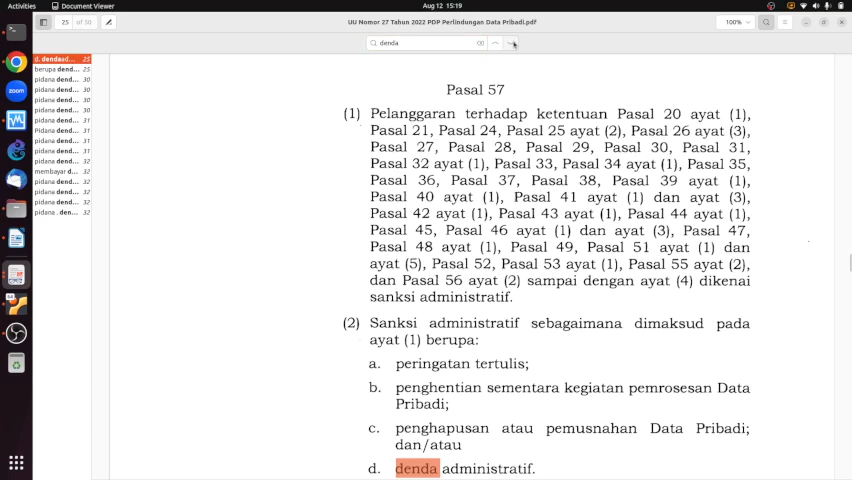 Activities
Document Viewer
Aug 12 15:19
25
of 50
UU Nomor 27 Tahun 2022 PDP Perlindungan Data Pribadi.pdf
100%
denda
d. dendaad... 25
berupa dend... 25
pidana dend... 30
pidana dend... 30
pidana dend... 30
pidana dend... 30
pidana dend... 31
Pidana dend... 31
pidana dend... 31
pidana dend... 31
pidana dend... 32
membayar d... 32
pidana dend... 32
pidana dend... 32
pidana dend... 32
pidana . den... 32
zoom
Pasal 57
(1) Pelanggaran terhadap ketentuan Pasal 20 ayat (1),
Pasal 21, Pasal 24, Pasal 25 ayat (2), Pasal 26 ayat (3),
Pasal 27, Pasal 28, Pasal 29, Pasal 30, Pasal 31,
Pasal 32 ayat (1), Pasal 33, Pasal 34 ayat (1), Pasal 35,
Pasal 36, Pasal 37, Pasal 38, Pasal 39 ayat (1),
Pasal 40 ayat (1), Pasal 41 ayat (1) dan ayat (3),
Pasal 42 ayat (1), Pasal 43 ayat (1), Pasal 44 ayat (1),
Pasal 45, Pasal 46 ayat (1) dan ayat (3), Pasal 47,
Pasal 48 ayat (1), Pasal 49, Pasal 51 ayat (1) dan
ayat (5), Pasal 52, Pasal 53 ayat (1), Pasal 55 ayat (2),
dan Pasal 56 ayat (2) sampai dengan ayat (4) dikenai
sanksi administratif.
(2) Sanksi administratif sebagaimana dimaksud pada
ayat (1) berupa:
a. peringatan tertulis;
b. penghentian sementara kegiatan pemrosesan Data
Pribadi;
c. penghapusan atau pemusnahan Data Pribadi;
dan/atau
d. denda administratif.